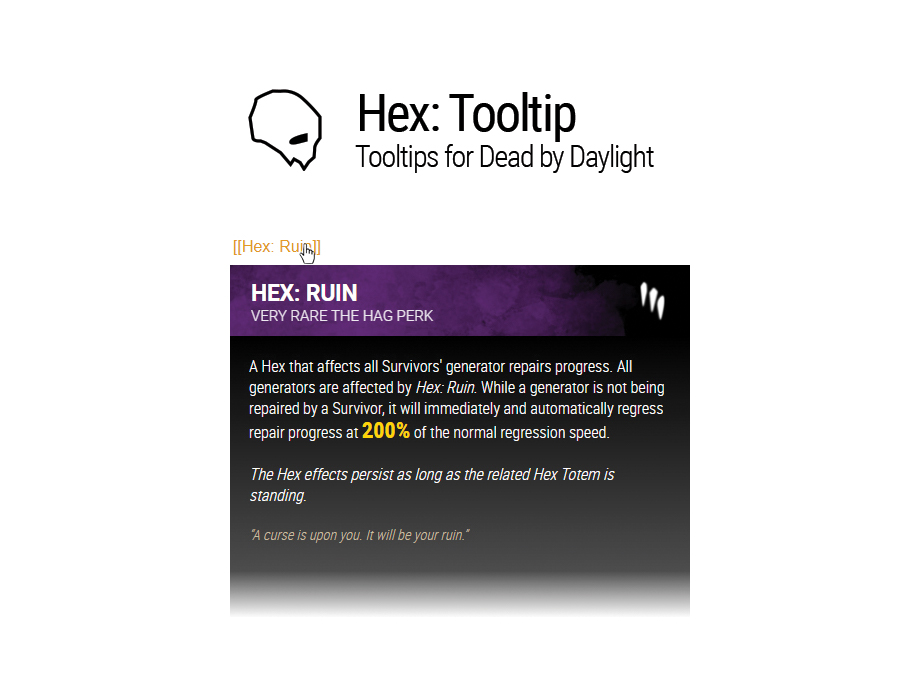 Hex: Tooltip
Tooltips for Dead by Daylight
[[Hex: Ruin]]
HEX: RUIN
VERY RARE THE HAG PERK
A Hex that affects all Survivors' generator repairs progress. All
generators are affected by Hex: Ruin. While a generator is not being
repaired by a Survivor, it will immediately and automatically regress
repair progress at 200% of the normal regression speed.
The Hex effects persist as long as the related Hex Totem is
standing.
"A curse is upon you. It will be your ruin."